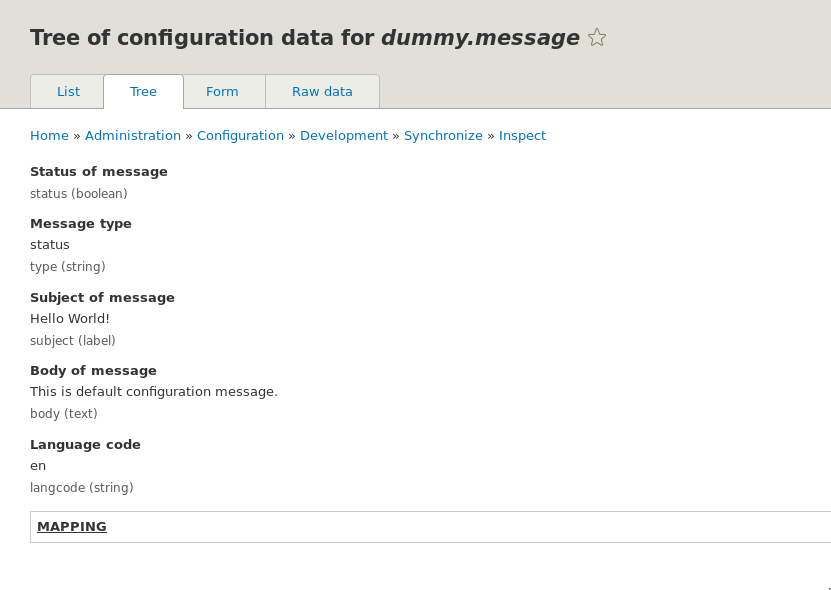 Tree of configuration data for dummy.message
List Tree Form Raw data
Home » Administration » Configuration » Development » Synchronize » Inspect
Status of message
status (boolean)
Message type
status
type (string)
Subject of message
Hello World!
subject (label)
Body of message
This is default configuration message.
body (text)
Language code
en
langcode (string)
MAPPING